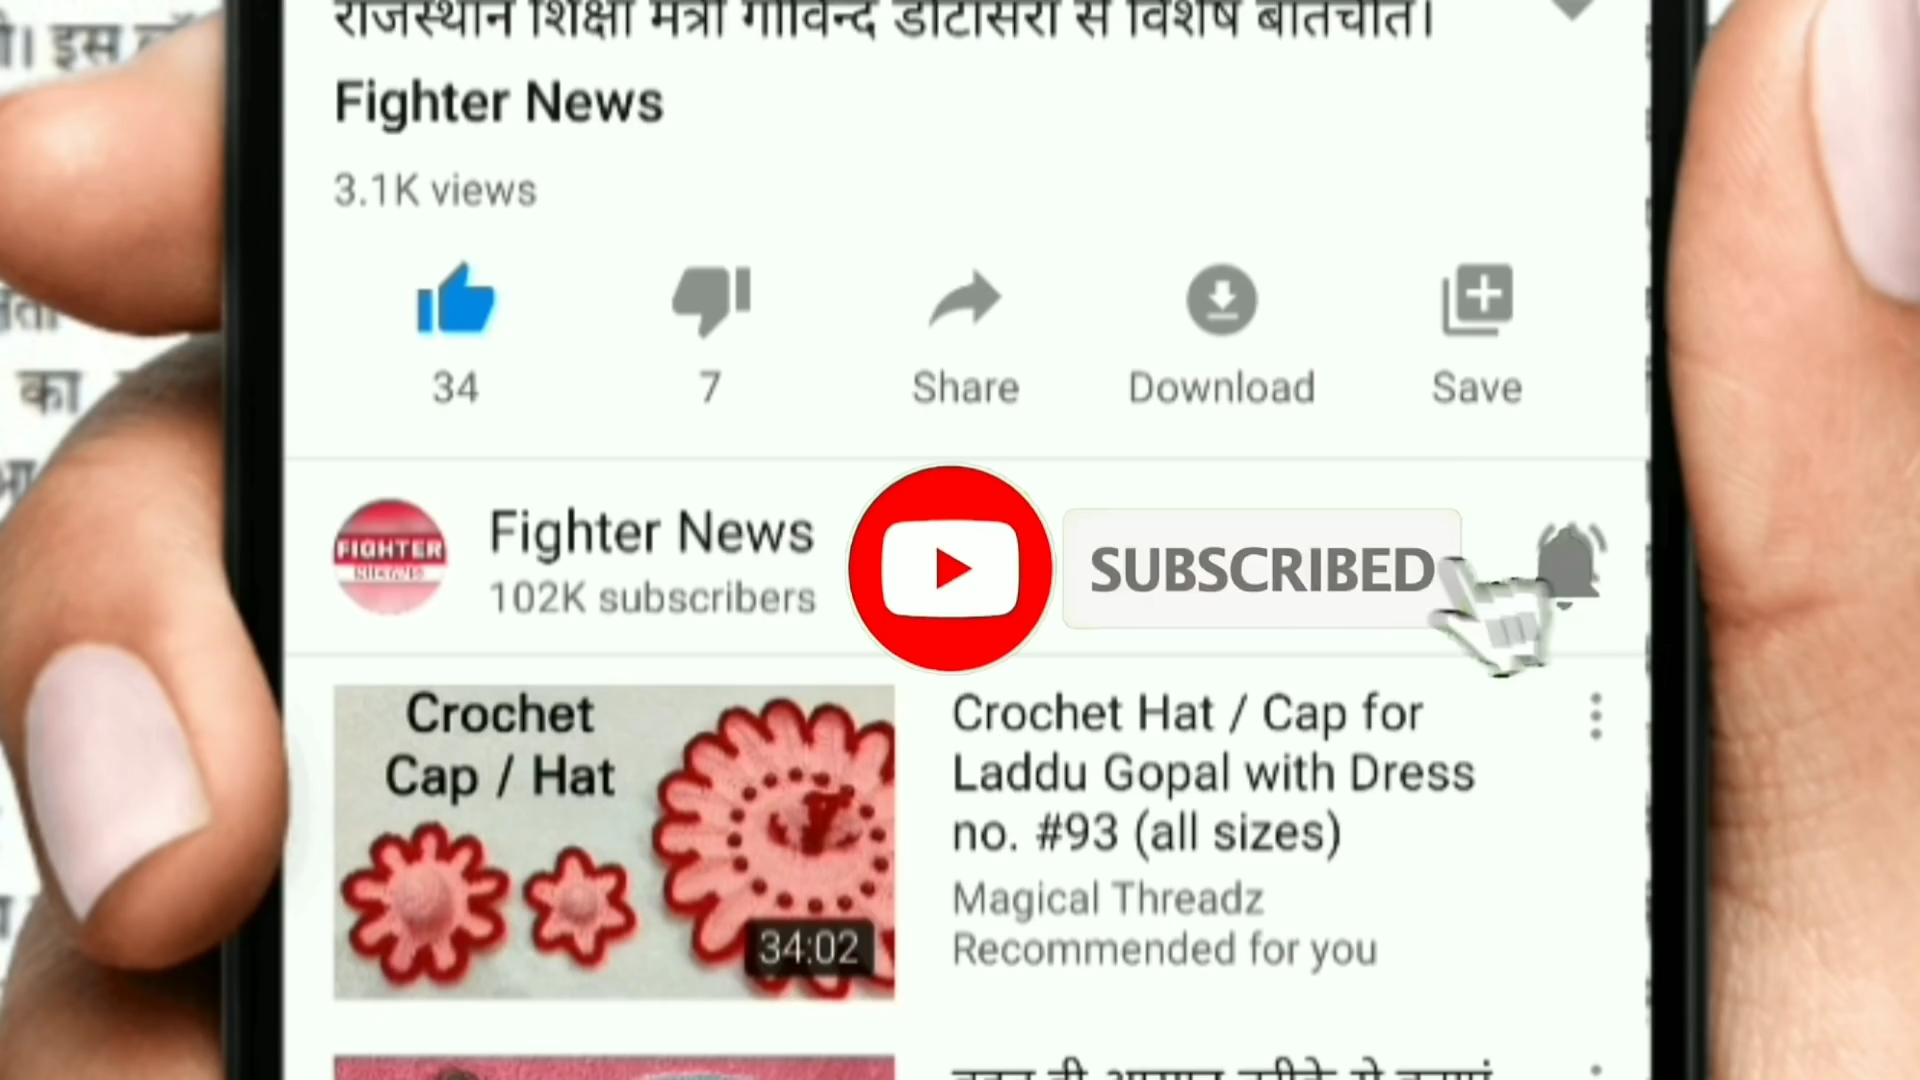 राजस्थान शिक्षा मंत्री गोविन्द डोटासरा से विशेष बातचीत।
Fighter News
3.1K views
34
7
Share
Download
Save
FIGHTER
Fighter News
102K subscribers
SUBSCRIBED
Crochet
Cap / Hat
34:02
Crochet Hat / Cap for
Laddu Gopal with Dress
no. #93 (all sizes)
Magical Threadz
Recommended for you
। इस
का